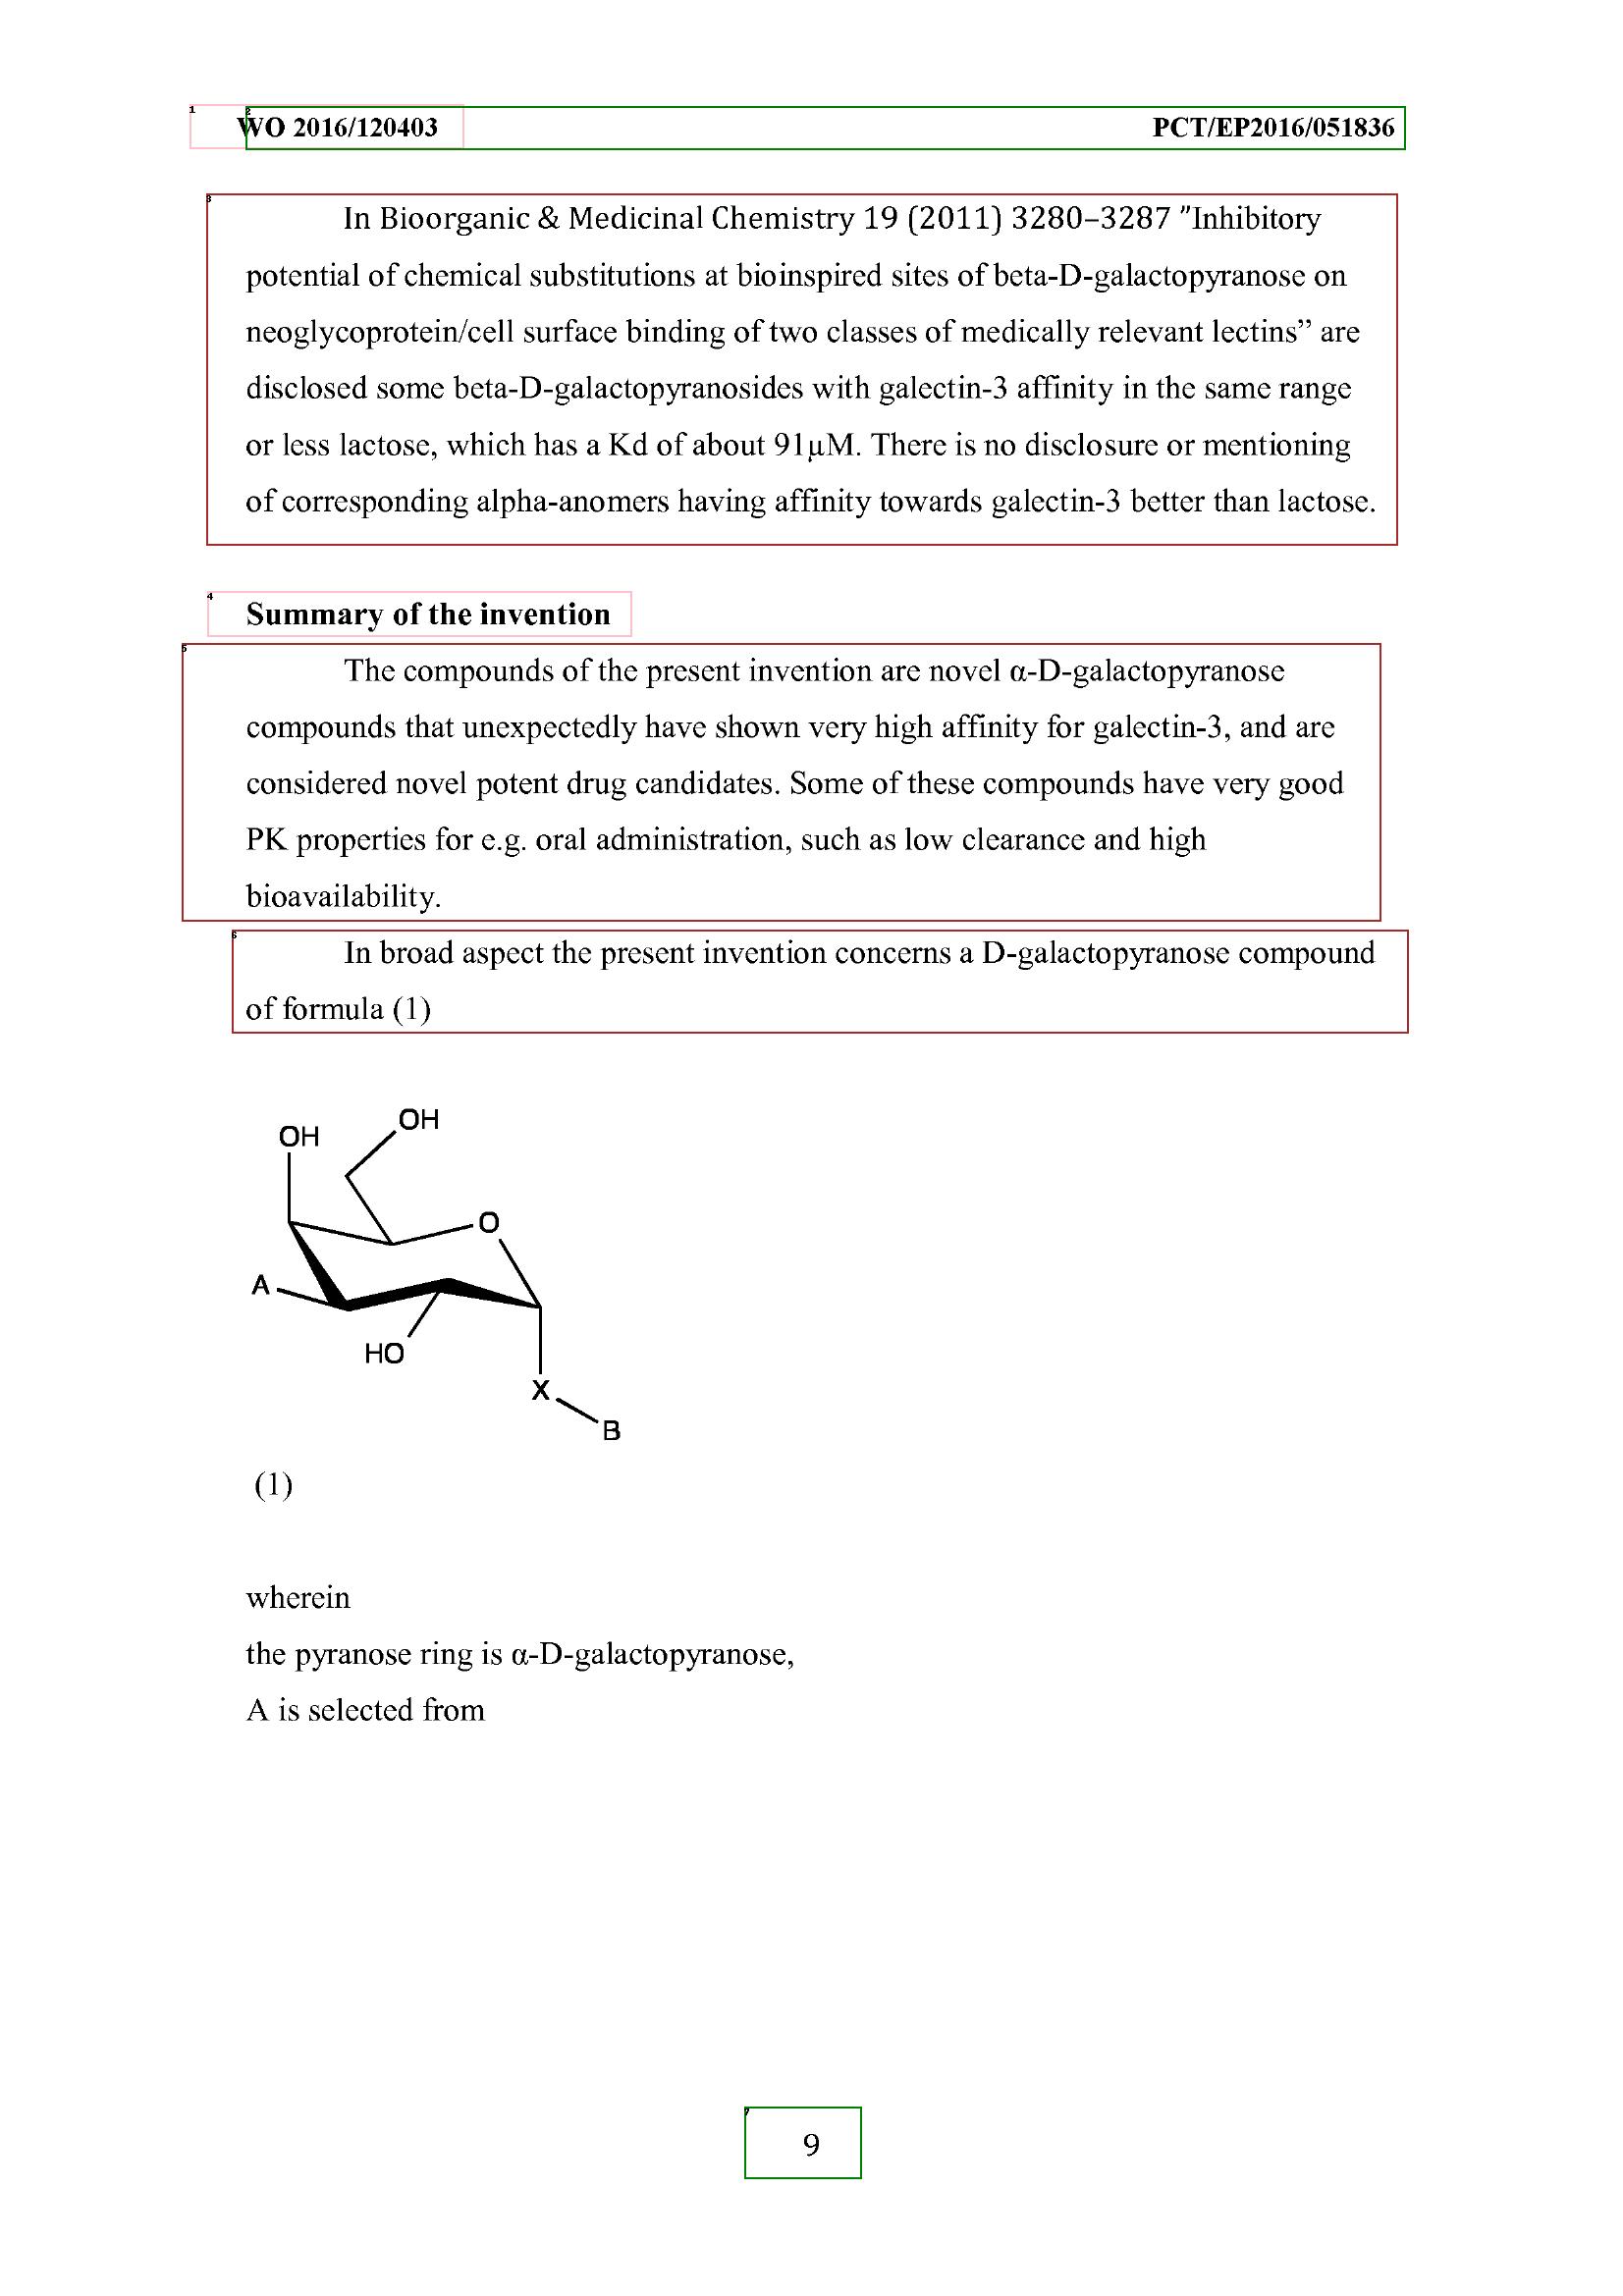 WO 2016/120403 PCT/EP2016/051836
In Bioorganic & Medicinal Chemistry 19 (2011) 3280–3287 ”Inhibitory
potential of chemical substitutions at bioinspired sites of beta-D-galactopyranose on
neoglycoprotein/cell surface binding of two classes of medically relevant lectins” are
disclosed some beta-D-galactopyranosides with galectin-3 affinity in the same range
or less lactose, which has a Kd of about 91µM. There is no disclosure or mentioning
of corresponding alpha-anomers having affinity towards galectin-3 better than lactose.
Summary of the invention
The compounds of the present invention are novel α-D-galactopyranose
compounds that unexpectedly have shown very high affinity for galectin-3, and are
considered novel potent drug candidates. Some of these compounds have very good
PK properties for e.g. oral administration, such as low clearance and high
bioavailability.
In broad aspect the present invention concerns a D-galactopyranose compound
of formula (1)
OH
OH
O
A
HO
X
B
(1)
wherein
the pyranose ring is α-D-galactopyranose,
A is selected from
9
1
2
3
4
5
6
7